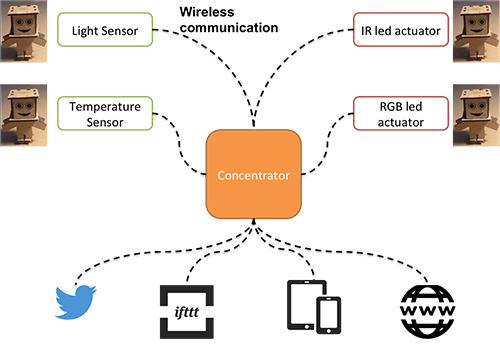 Wireless
communication
Light Sensor
IR led actuator
Temperature
Sensor
RGB led
actuator
Concentrator
ifttt
WWW